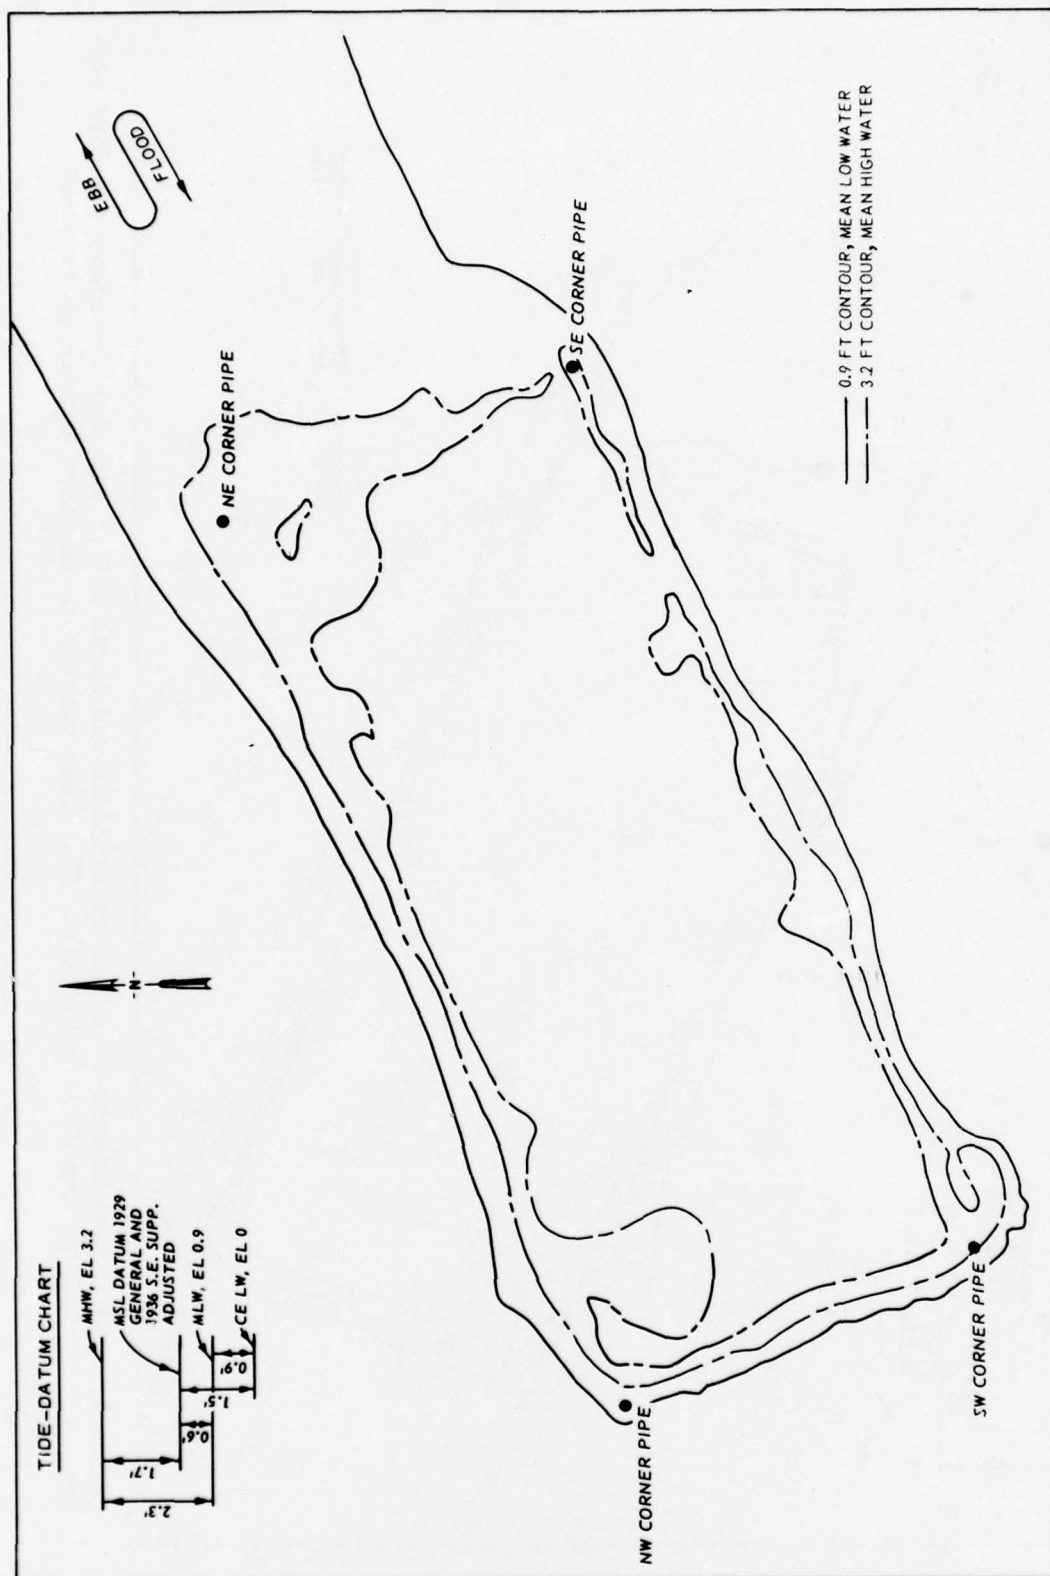 TIDE-DATUM CHART
MHW, EL 3.2
MSL DATUM 1929
GENERAL AND
1936 S.E. SUPP.
ADJUSTED
MLW, EL 0.9
CE LW, EL 0
2.3'
1.7'
0.6'
1.5'
0.9'
-N-
EBB
FLOOD
NE CORNER PIPE
SE CORNER PIPE
NW CORNER PIPE
SW CORNER PIPE
0.9 FT CONTOUR, MEAN LOW WATER
3.2 FT CONTOUR, MEAN HIGH WATER